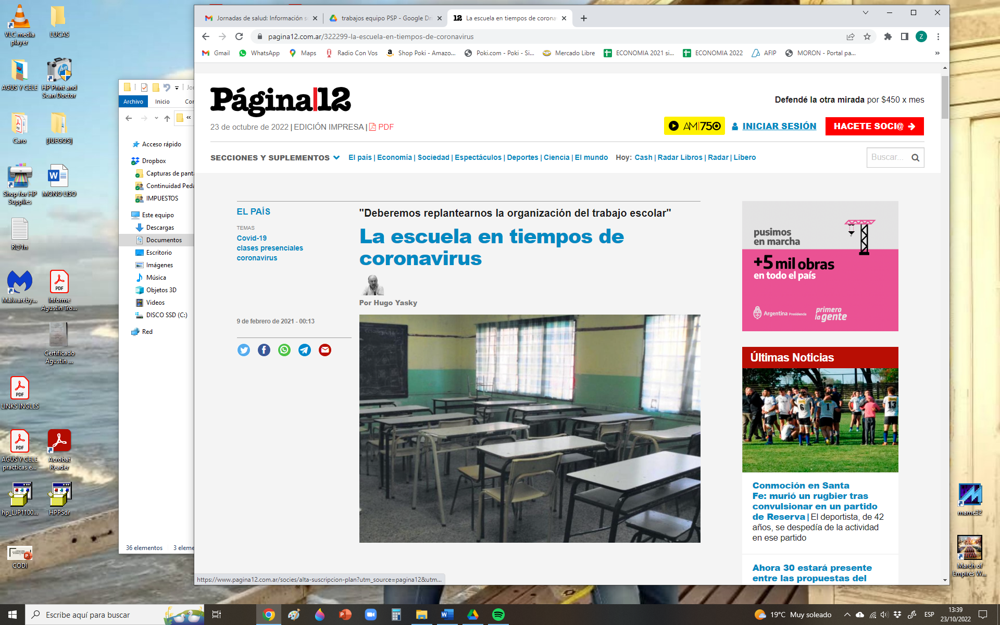 VLC media player
LUCAS
AGUS Y CELE
HP Print and Scan Doctor
Caro
[JUEGOS]
Shop for HP Supplies
MONO LISO
R@1n
Malwareby...
Informe Agustín Tro...
Certificado Agustín ...
LINKS INGLES
AGUS Y CELE practicas e...
Acrobat Reader
hp_LJP1100...
HPPSdr
CODI
mame32
March of Empires W...
Archivo Inicio Co
Acceso rápido
Dropbox
Capturas de pant
Continuidad Peda
IMPUESTOS
Este equipo
Descargas
Documentos
Escritorio
Imágenes
Música
Objetos 3D
Videos
DISCO SSD (C:)
Red
36 elementos 3 eleme
Jornadas de salud: Información s
trabajos equipo PSP - Google Dri
12 La escuela en tiempos de corona
pagina12.com.ar/322299-la-escuela-en-tiempos-de-coronavirus
Z
Gmail WhatsApp Maps Radio Con Vos Shop Poki - Amazo... Poki.com - Poki - Si... Mercado Libre ECONOMIA 2021 si... ECONOMIA 2022 AFIP MORON - Portal pa... »
Página|12
Defendé la otra mirada por $450 x mes
23 de octubre de 2022 | EDICIÓN IMPRESA | PDF
AM750 INICIAR SESIÓN HACETE SOCI@
SECCIONES Y SUPLEMENTOS El país | Economía | Sociedad | Espectáculos | Deportes | Ciencia | El mundo Hoy: Cash | Radar Libros | Radar | Líbero
Buscar...
EL PAÍS
TEMAS
Covid-19
clases presenciales
coronavirus
9 de febrero de 2021 - 00:13
"Deberemos replantearnos la organización del trabajo escolar"
La escuela en tiempos de
coronavirus
Por Hugo Yasky
pusimos
en marcha
+5 mil obras
en todo el país
Argentina Presidencia
primero
la gente
Últimas Noticias
6
1
13
Conmoción en Santa
Fe: murió un rugbier tras
convulsionar en un partido
de Reserva | El deportista, de 42
años, se despedía de la actividad
en ese partido
Ahora 30 estará presente
entre las propuestas del
https://www.pagina12.com.ar/socies/alta-suscripcion-plan?utm_source=pagina12&utm...
Escribe aquí para buscar
19°C Muy soleado
ESP
13:39
23/10/2022